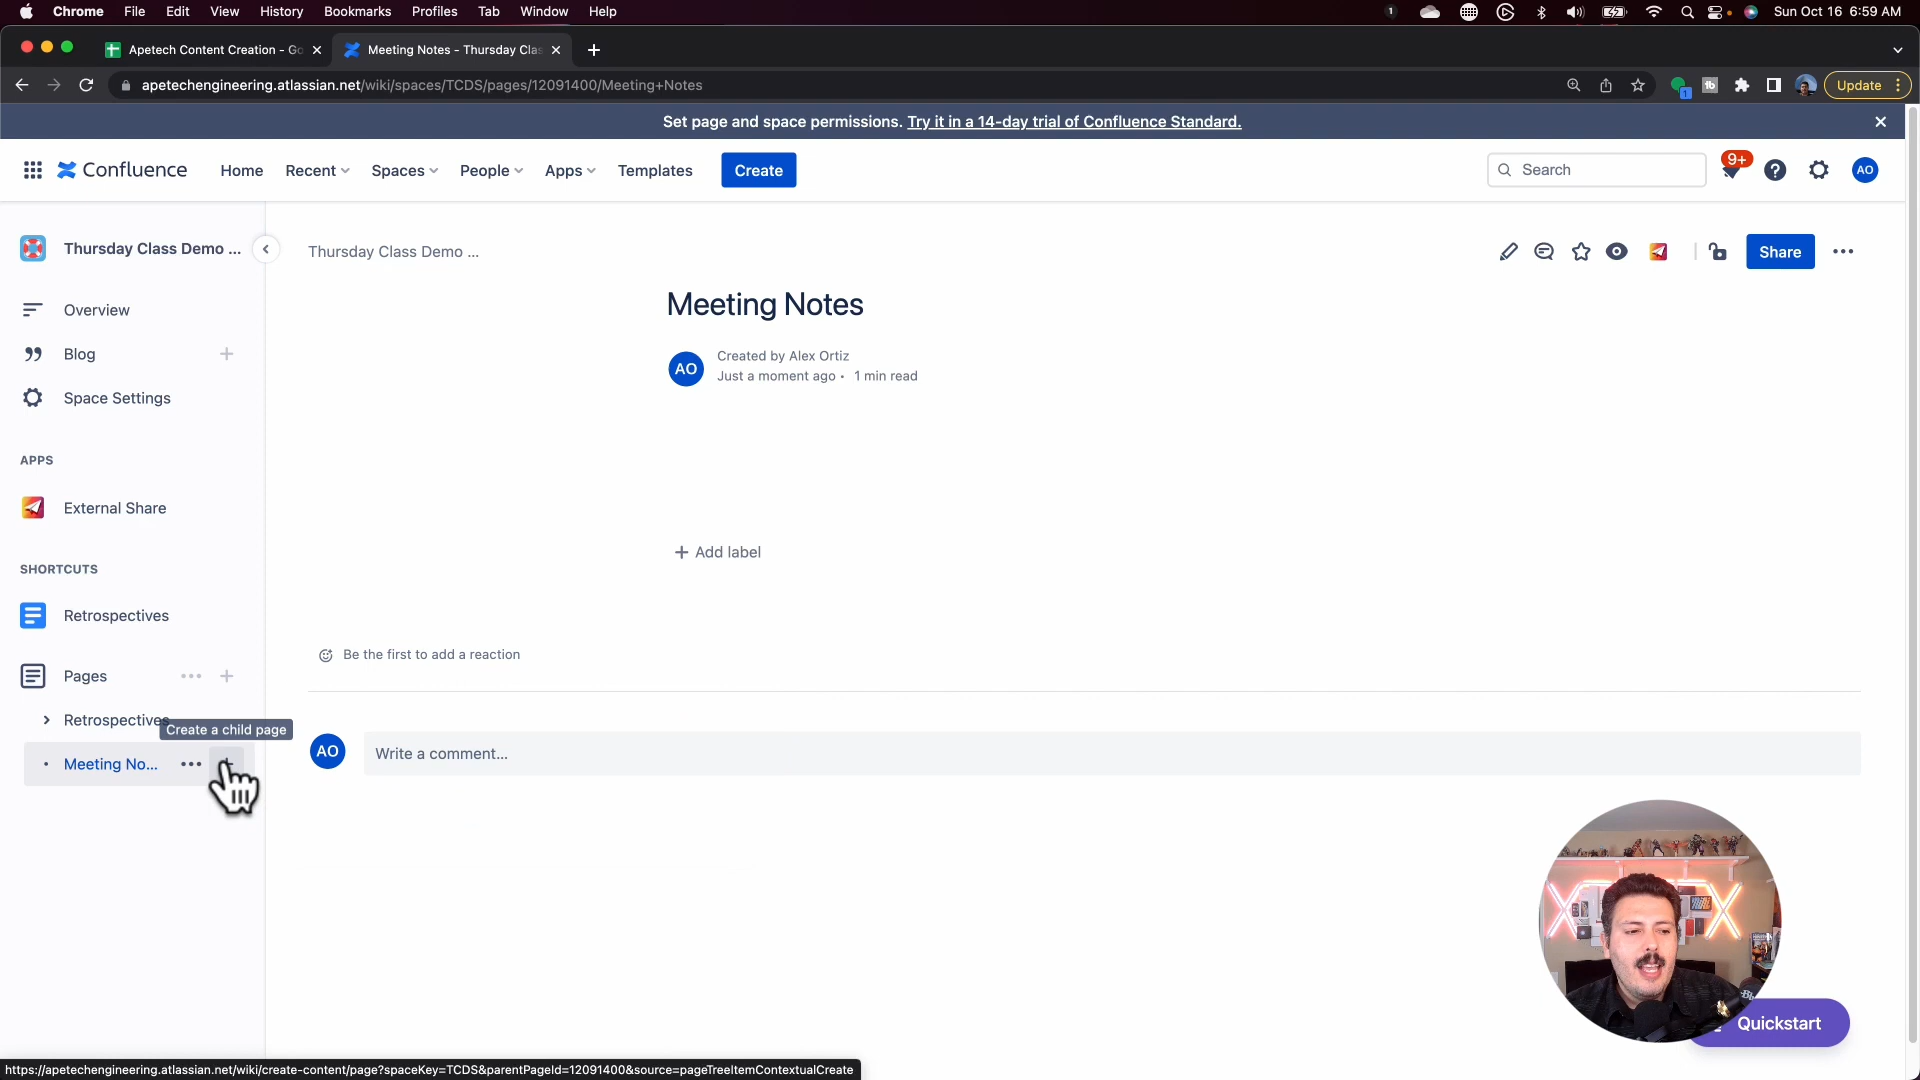 Chrome File Edit View History Bookmarks Profiles Tab Window Help
1
Sun Oct 16 6:59 AM
Apetech Content Creation - Go
Meeting Notes - Thursday Clas
apetechengineering.atlassian.net/wiki/spaces/TCDS/pages/12091400/Meeting+Notes
1
tb
Update
Set page and space permissions. Try it in a 14-day trial of Confluence Standard.
Confluence
Home Recent Spaces People Apps Templates Create
Search
9+
AO
Thursday Class Demo ...
Thursday Class Demo ...
Share
Overview
Meeting Notes
Blog
AO
Created by Alex Ortiz
Just a moment ago • 1 min read
Space Settings
APPS
External Share
Add label
SHORTCUTS
Retrospectives
Be the first to add a reaction
Pages
Retrospectives
Create a child page
Meeting No...
AO
Write a comment...
Quickstart
https://apetechengineering.atlassian.net/wiki/create-content/page?spaceKey=TCDS&parentPageId=12091400&source=pageTreeItemContextualCreate